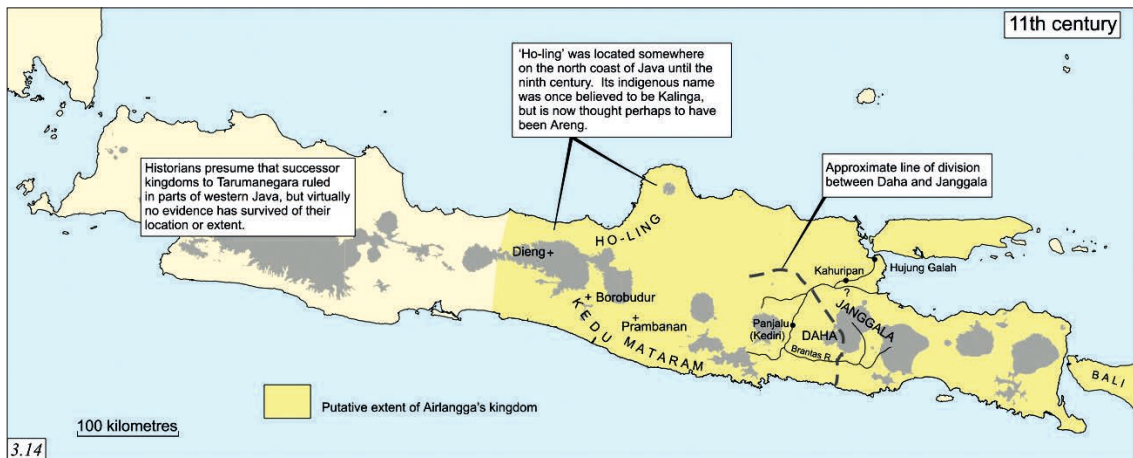 11th century
'Ho-ling' was located somewhere
on the north coast of Java until the
ninth century. Its indigenous name
was once believed to be Kalinga,
but is now thought perhaps to have
been Areng.
Historians presume that successor
kingdoms to Tarumanegara ruled
in parts of western Java, but virtually
no evidence has survived of their
location or extent.
Approximate line of division
between Daha and Janggala
HO-LING
Dieng
Borobudur
Prambanan
KEDU MATARAM
Kahuripan
Hujung Galah
?
JANGGALA
Panjalu
(Kediri)
DAHA
Brantas R.
BALI
Putative extent of Airlangga's kingdom
100 kilometres
3.14